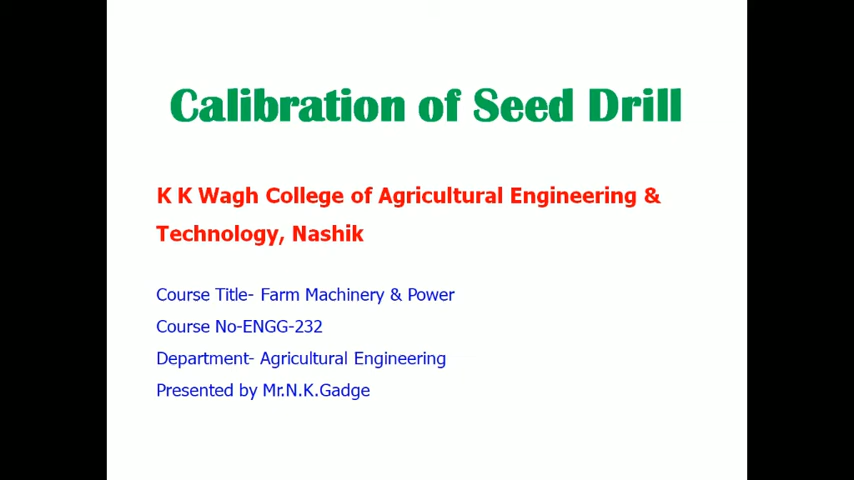 Calibration of Seed Drill
K K Wagh College of Agricultural Engineering &
Technology, Nashik
Course Title- Farm Machinery & Power
Course No-ENGG-232
Department- Agricultural Engineering
Presented by Mr.N.K.Gadge